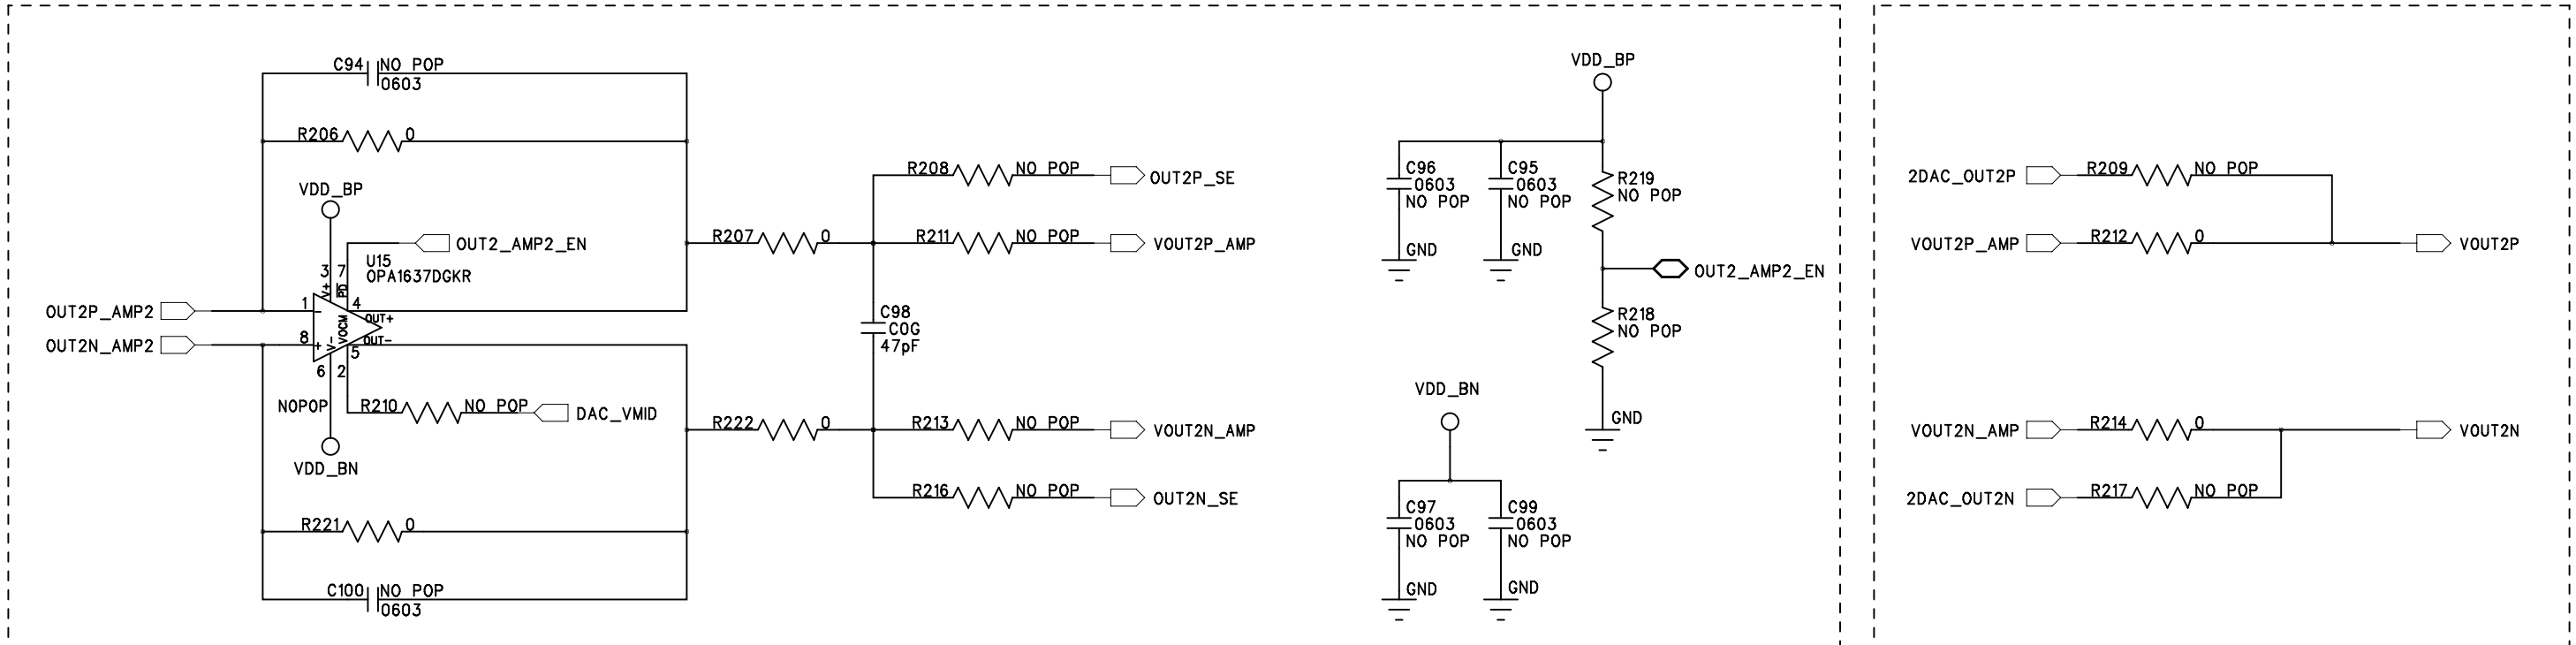 C94 NO POP
0603
R206 0
VDD_BP
OUT2_AMP2_EN
U15
OPA1637DGKR
3 7
V+ PD
OUT2P_AMP2 1 - 4
VOCM OUT+
OUT2N_AMP2 8 + V- OUT-
5
6 2
NOPOP R210 NO POP DAC_VMID
VDD_BN
R221 0
C100 NO POP
0603
R207 0
R222 0
R208 NO POP OUT2P_SE
R211 NO POP VOUT2P_AMP
C98
C0G
47pF
R213 NO POP VOUT2N_AMP
R216 NO POP OUT2N_SE
VDD_BP
C96
0603
NO POP
GND
C95
0603
NO POP
GND
R219
NO POP
OUT2_AMP2_EN
R218
NO POP
GND
VDD_BN
C97
0603
NO POP
GND
C99
0603
NO POP
GND
2DAC_OUT2P R209 NO POP
VOUT2P_AMP R212 0 VOUT2P
VOUT2N_AMP R214 0 VOUT2N
2DAC_OUT2N R217 NO POP